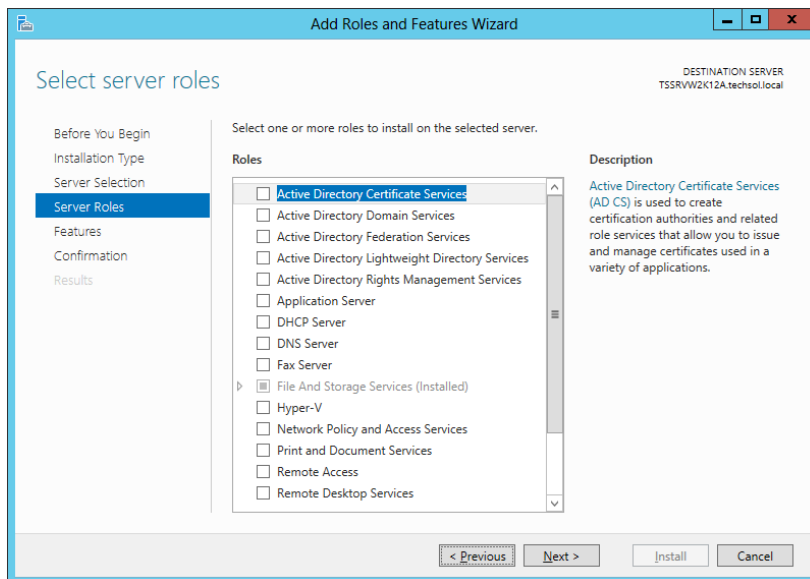 Add Roles and Features Wizard
Select server roles
DESTINATION SERVER
TSSRVW2K12A.techsol.local
Before You Begin
Installation Type
Server Selection
Server Roles
Features
Confirmation
Results
Select one or more roles to install on the selected server.
Roles
Active Directory Certificate Services
Active Directory Domain Services
Active Directory Federation Services
Active Directory Lightweight Directory Services
Active Directory Rights Management Services
Application Server
DHCP Server
DNS Server
Fax Server
File And Storage Services (Installed)
Hyper-V
Network Policy and Access Services
Print and Document Services
Remote Access
Remote Desktop Services
Description
Active Directory Certificate Services
(AD CS) is used to create
certification authorities and related
role services that allow you to issue
and manage certificates used in a
variety of applications.
< Previous
Next >
Install
Cancel